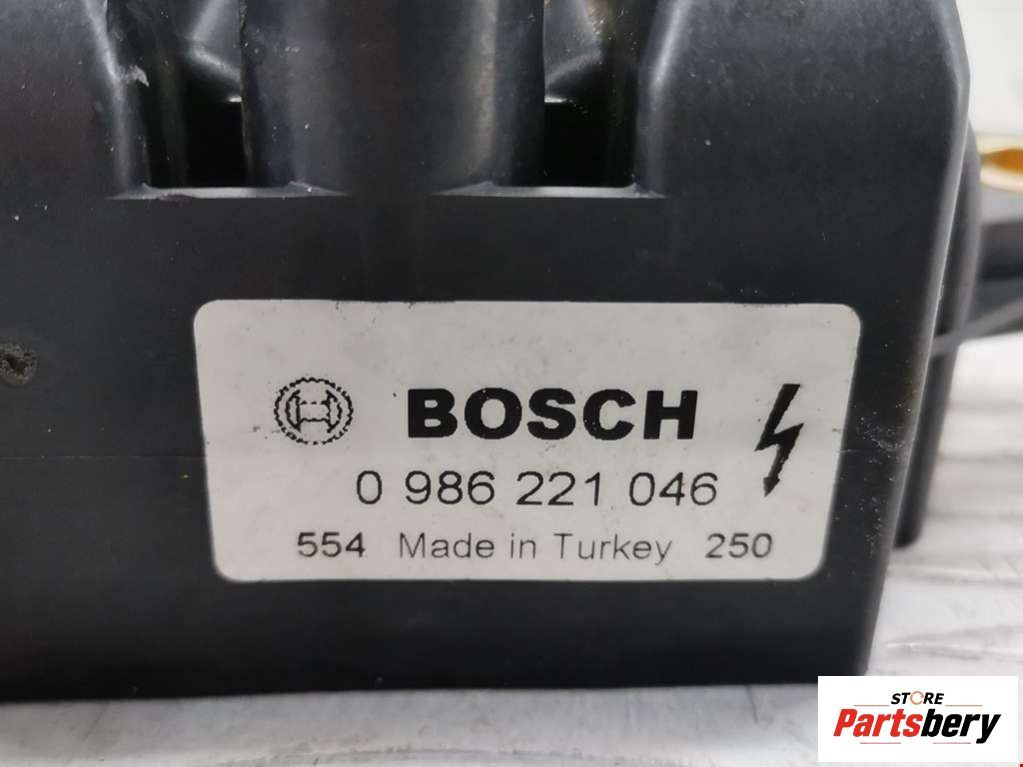 BOSCH
0 986 221 046
554 Made in Turkey 250
STORE
Partsbery